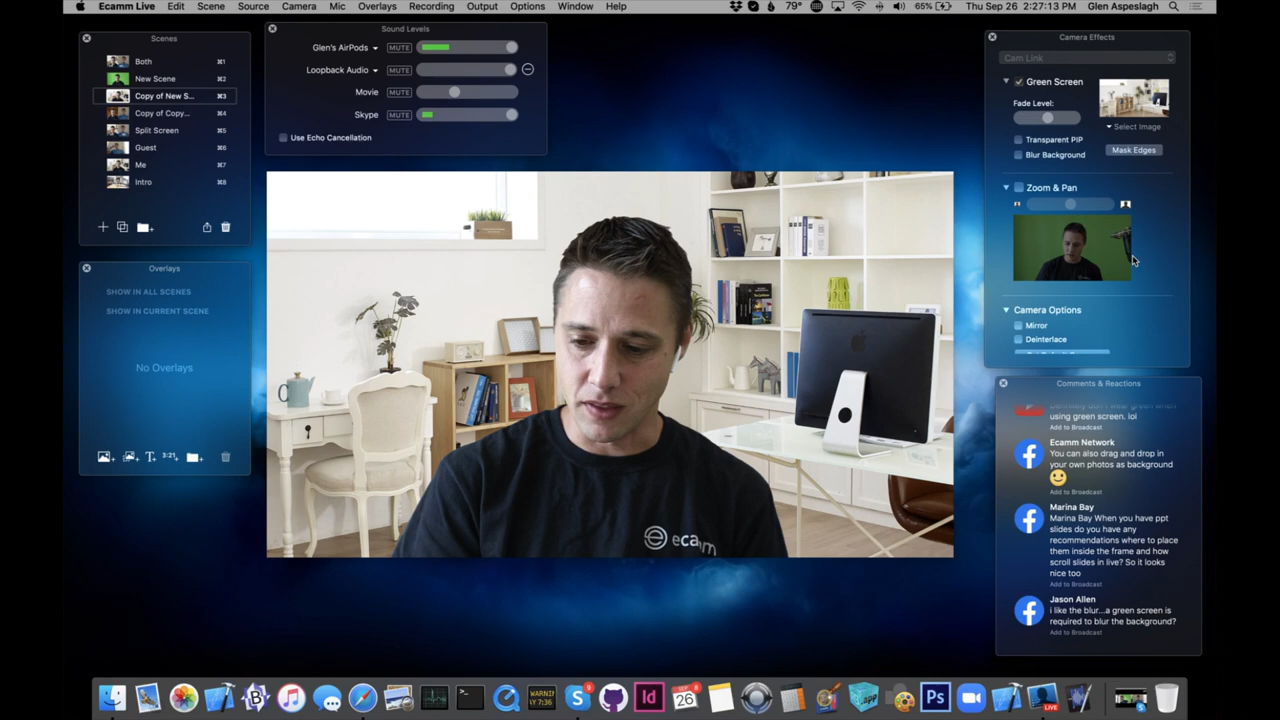 Ecamm Live Edit Scene Source Camera Mic Overlays Recording Output Options Window Help 79° 65% Thu Sep 26 2:27:13 PM Glen Aspeslagh
Scenes
Both ⌘1
New Scene ⌘2
Copy of New S... ⌘3
Copy of Copy... ⌘4
Split Screen ⌘5
Guest ⌘6
Me ⌘7
Intro ⌘8
Overlays
SHOW IN ALL SCENES
SHOW IN CURRENT SCENE
No Overlays
Sound Levels
Glen's AirPods MUTE
Loopback Audio MUTE
Movie MUTE
Skype MUTE
Use Echo Cancellation
ecamm
Camera Effects
Cam Link
Green Screen
Fade Level:
Select Image
Transparent PiP
Blur Background
Mask Edges
Zoom & Pan
Camera Options
Mirror
Deinterlace
Comments & Reactions
using green screen. lol
Add to Broadcast
Ecamm Network
You can also drag and drop in
your own photos as background
Add to Broadcast
Marina Bay
Marina Bay When you have ppt
slides do you have any
recommendations where to place
them inside the frame and how
scroll slides in live? So it looks
nice too
Add to Broadcast
Jason Allen
i like the blur...a green screen is
required to blur the background?
Add to Broadcast
WARNIN
AY 7:36
Id
SEP
26
Ps
LIVE